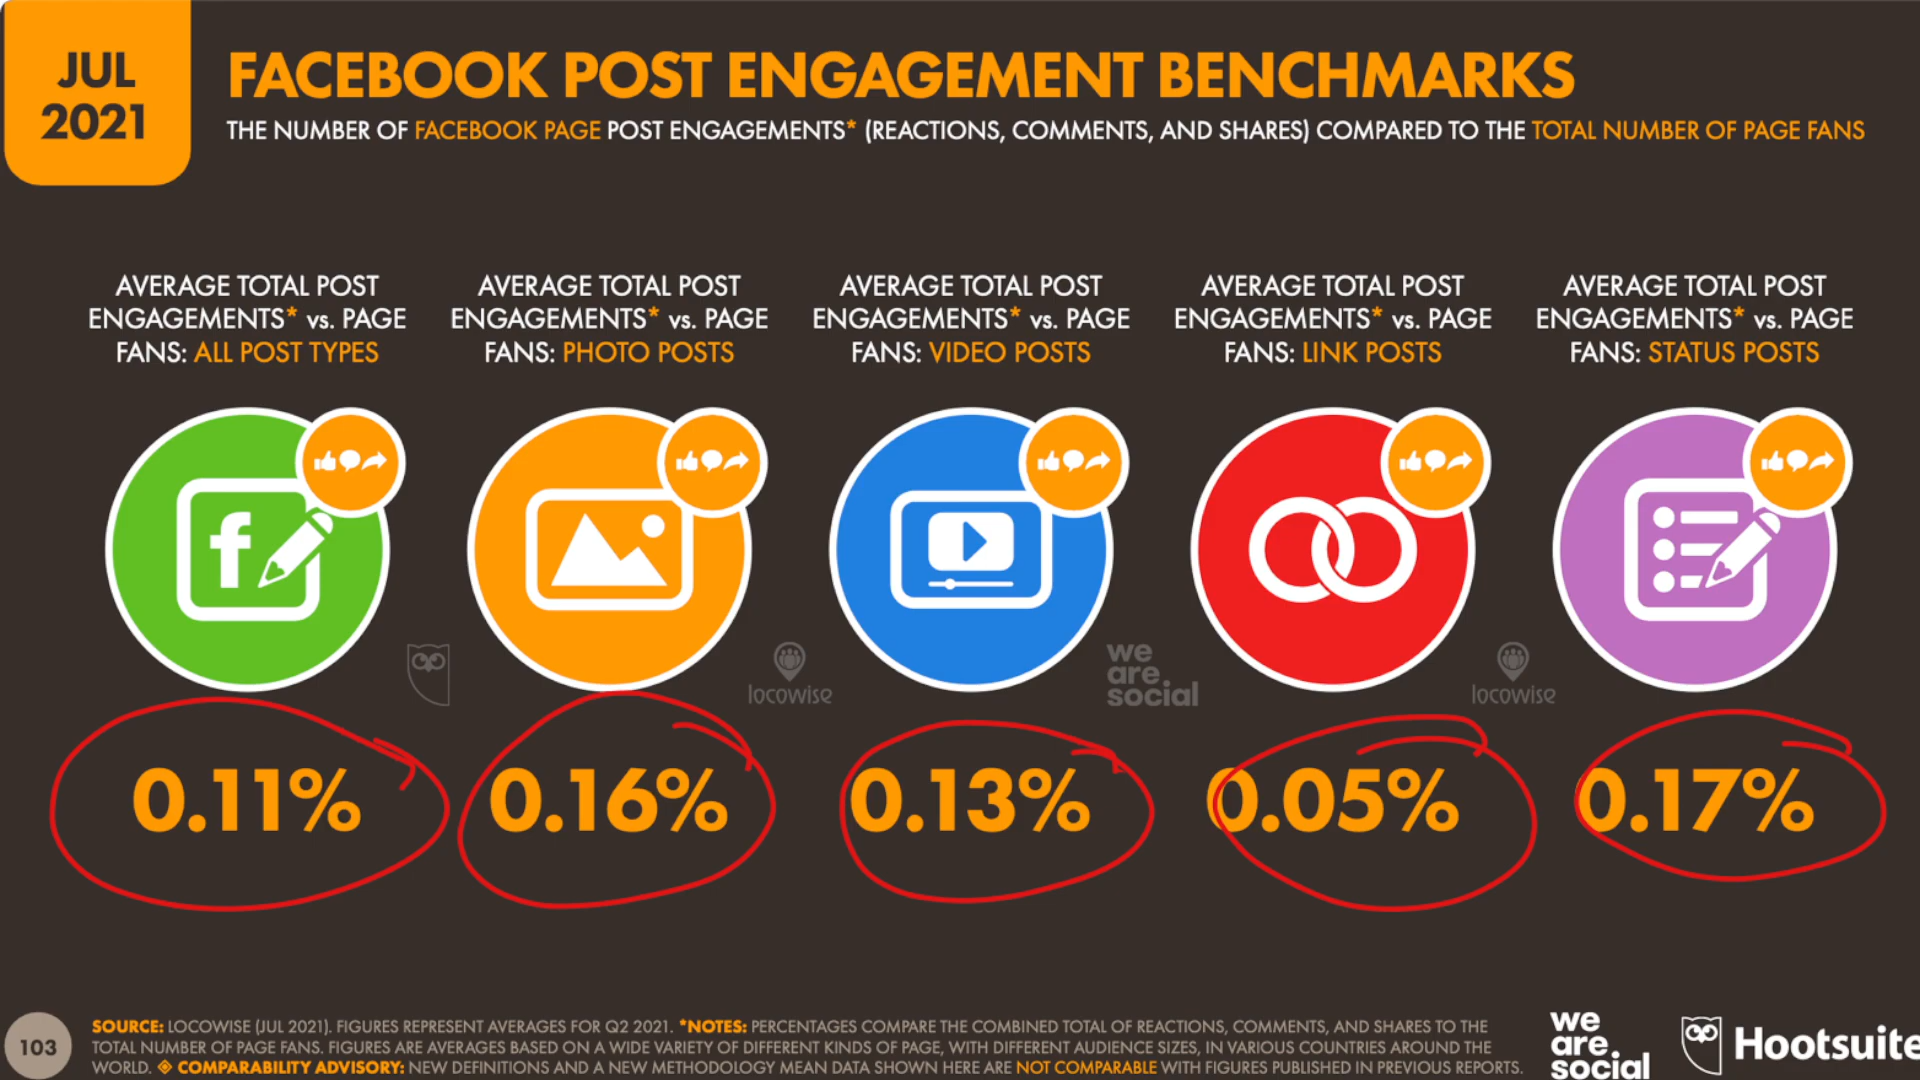 JUL
2021
FACEBOOK POST ENGAGEMENT BENCHMARKS
THE NUMBER OF FACEBOOK PAGE POST ENGAGEMENTS* (REACTIONS, COMMENTS, AND SHARES) COMPARED TO THE TOTAL NUMBER OF PAGE FANS
AVERAGE TOTAL POST
ENGAGEMENTS* vs. PAGE
FANS: ALL POST TYPES
AVERAGE TOTAL POST
ENGAGEMENTS* vs. PAGE
FANS: PHOTO POSTS
AVERAGE TOTAL POST
ENGAGEMENTS* vs. PAGE
FANS: VIDEO POSTS
AVERAGE TOTAL POST
ENGAGEMENTS* vs. PAGE
FANS: LINK POSTS
AVERAGE TOTAL POST
ENGAGEMENTS* vs. PAGE
FANS: STATUS POSTS
f
locowise
we
are.
social
locowise
0.11%
0.16%
0.13%
0.05%
0.17%
103
SOURCE: LOCOWISE (JUL 2021). FIGURES REPRESENT AVERAGES FOR Q2 2021. *NOTES: PERCENTAGES COMPARE THE COMBINED TOTAL OF REACTIONS, COMMENTS, AND SHARES TO THE
TOTAL NUMBER OF PAGE FANS. FIGURES ARE AVERAGES BASED ON A WIDE VARIETY OF DIFFERENT KINDS OF PAGE, WITH DIFFERENT AUDIENCE SIZES, IN VARIOUS COUNTRIES AROUND THE
WORLD. ◈ COMPARABILITY ADVISORY: NEW DEFINITIONS AND A NEW METHODOLOGY MEAN DATA SHOWN HERE ARE NOT COMPARABLE WITH FIGURES PUBLISHED IN PREVIOUS REPORTS.
we
are.
social
Hootsuite